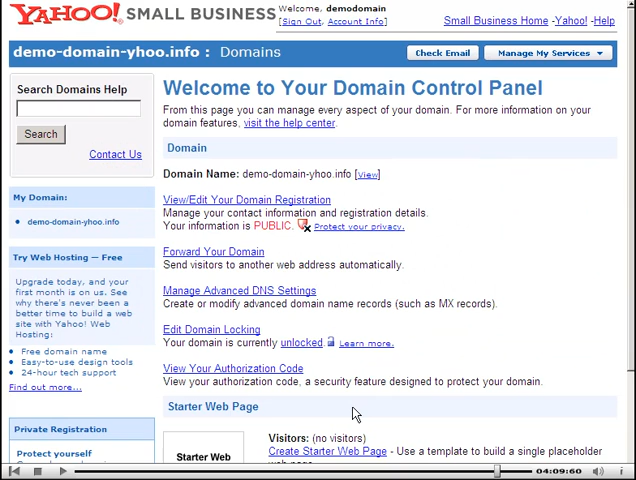 YAHOO! SMALL BUSINESS
Welcome, demodomain
[Sign Out, Account Info]
Small Business Home -Yahoo! -Help
demo-domain-yhoo.info : Domains
Check Email
Manage My Services
Search Domains Help
Search
Contact Us
My Domain:
demo-domain-yhoo.info
Try Web Hosting — Free
Upgrade today, and your
first month is on us. See
why there's never been a
better time to build a web
site with Yahoo! Web
Hosting:
Free domain name
Easy-to-use design tools
24-hour tech support
Find out more...
Private Registration
Protect yourself
Welcome to Your Domain Control Panel
From this page you can manage every aspect of your domain. For more information on your
domain features, visit the help center.
Domain
Domain Name: demo-domain-yhoo.info [View]
View/Edit Your Domain Registration
Manage your contact information and registration details.
Your information is PUBLIC. Protect your privacy.
Forward Your Domain
Send visitors to another web address automatically.
Manage Advanced DNS Settings
Create or modify advanced domain name records (such as MX records).
Edit Domain Locking
Your domain is currently unlocked. Learn more.
View Your Authorization Code
View your authorization code, a security feature designed to protect your domain.
Starter Web Page
Starter Web
Visitors: (no visitors)
Create Starter Web Page - Use a template to build a single placeholder
04:09:60